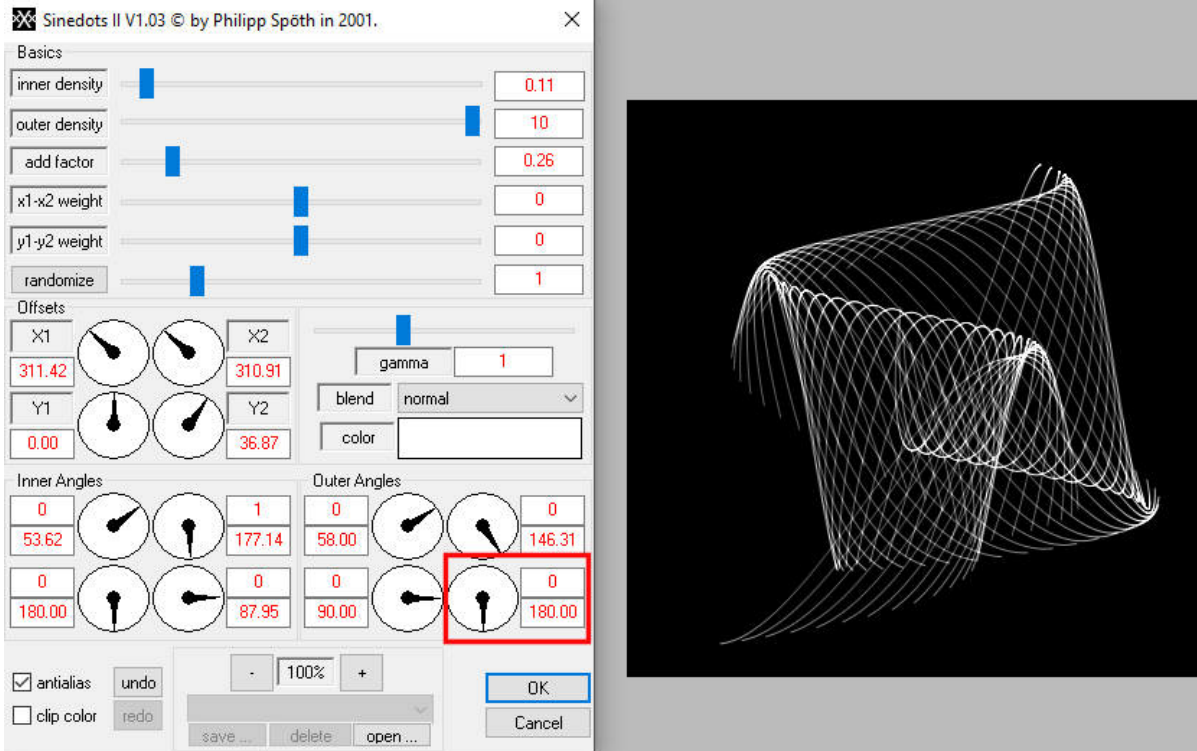 Sinedots II V1.03 © by Philipp Spöth in 2001.
Basics
inner density 0.11
outer density 10
add factor 0.26
x1-x2 weight 0
y1-y2 weight 0
randomize 1
Offsets
X1 X2
311.42 310.91
Y1 Y2
0.00 36.87
gamma 1
blend normal
color
Inner Angles
0 1
53.62 177.14
0 0
180.00 87.95
Outer Angles
0 0
58.00 146.31
0 0
90.00 180.00
antialias undo
clip color redo
- 100% +
save ... delete open ...
OK
Cancel